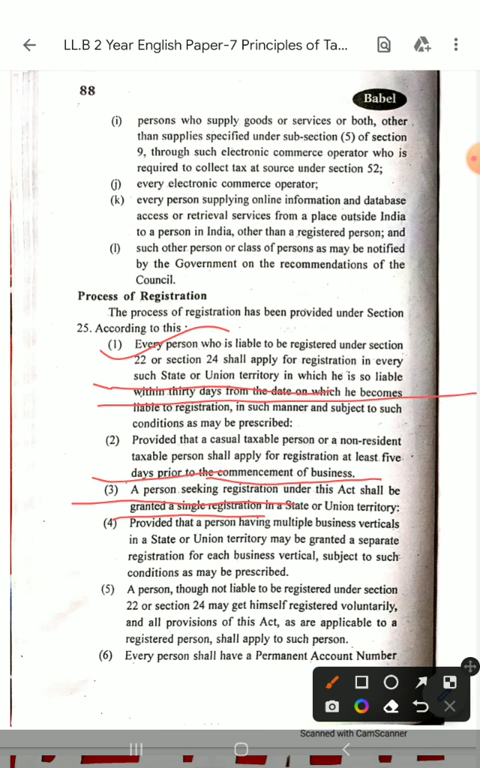 LL.B 2 Year English Paper-7 Principles of Ta...
88
Babel
(i) persons who supply goods or services or both, other
than supplies specified under sub-section (5) of section
9, through such electronic commerce operator who is
required to collect tax at source under section 52;
(j) every electronic commerce operator;
(k) every person supplying online information and database
access or retrieval services from a place outside India
to a person in India, other than a registered person; and
(l) such other person or class of persons as may be notified
by the Government on the recommendations of the
Council.
Process of Registration
The process of registration has been provided under Section
25. According to this :
(1) Every person who is liable to be registered under section
22 or section 24 shall apply for registration in every
such State or Union territory in which he is so liable
within thirty days from the date on which he becomes
liable to registration, in such manner and subject to such
conditions as may be prescribed:
(2) Provided that a casual taxable person or a non-resident
taxable person shall apply for registration at least five
days prior to the commencement of business.
(3) A person seeking registration under this Act shall be
granted a single registration in a State or Union territory:
(4) Provided that a person having multiple business verticals
in a State or Union territory may be granted a separate
registration for each business vertical, subject to such
conditions as may be prescribed.
(5) A person, though not liable to be registered under section
22 or section 24 may get himself registered voluntarily,
and all provisions of this Act, as are applicable to a
registered person, shall apply to such person.
(6) Every person shall have a Permanent Account Number
Scanned with CamScanner